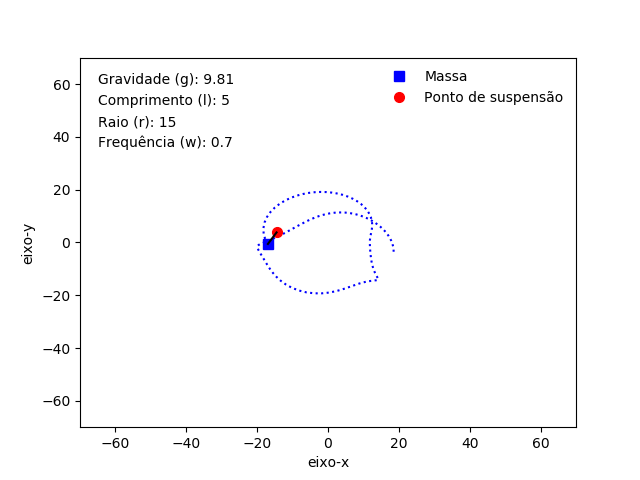 Gravidade (g): 9.81
Comprimento (l): 5
Raio (r): 15
Frequência (w): 0.7
Massa
Ponto de suspensão
60
40
20
0
−20
−40
−60
eixo-y
−60
−40
−20
0
20
40
60
eixo-x